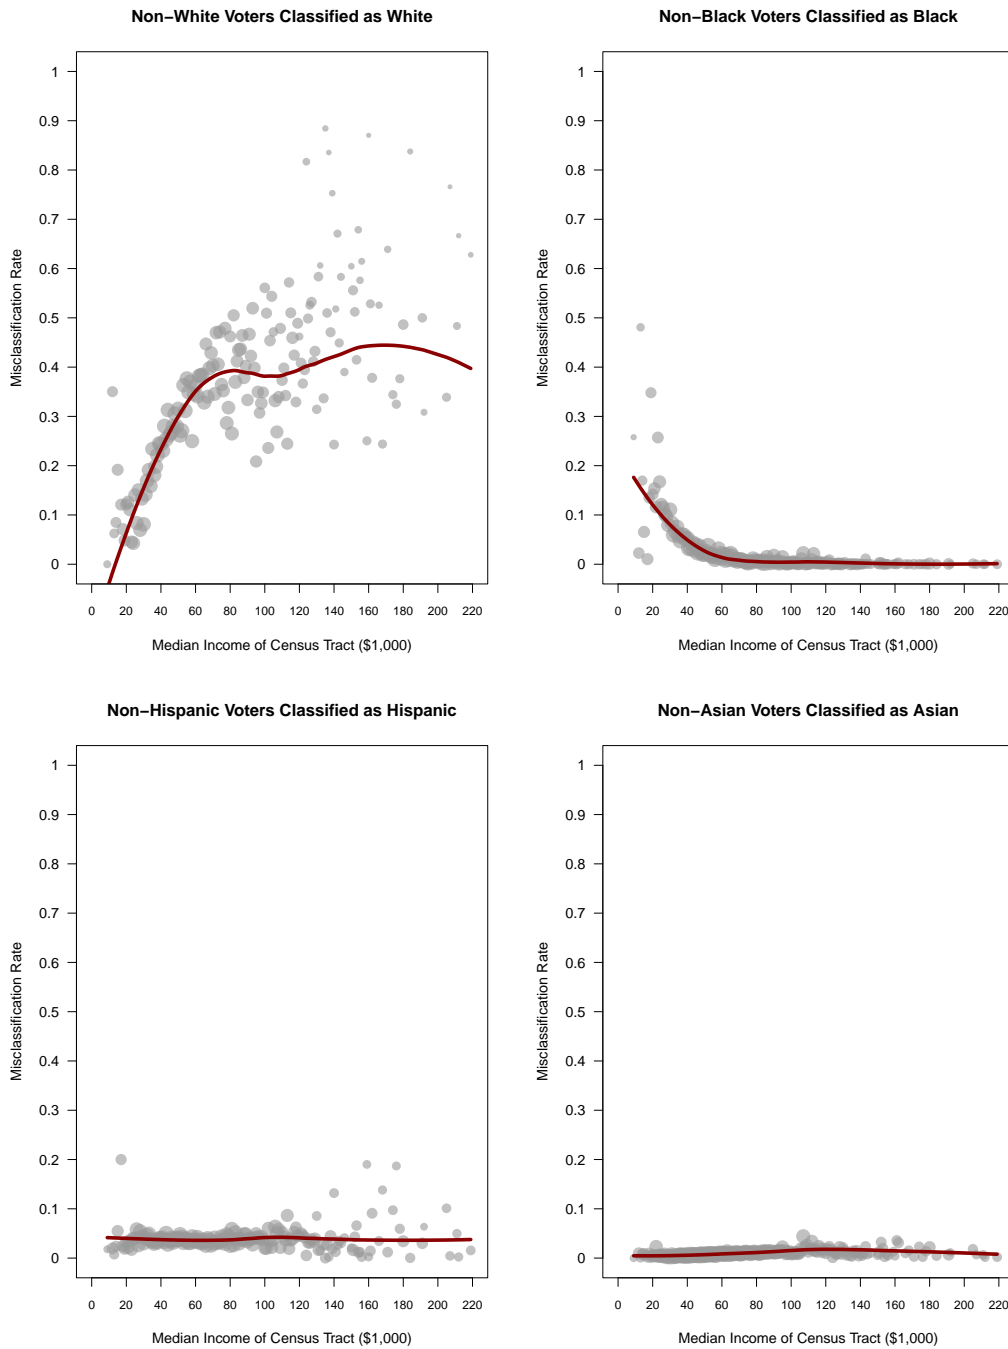 Non−White Voters Classified as White
Non−Black Voters Classified as Black
1
0.9
0.8
0.7
0.6
0.5
0.4
0.3
0.2
0.1
0
Misclassification Rate
0 20 40 60 80 100 120 140 160 180 200 220
Median Income of Census Tract ($1,000)
1
0.9
0.8
0.7
0.6
0.5
0.4
0.3
0.2
0.1
0
Misclassification Rate
0 20 40 60 80 100 120 140 160 180 200 220
Median Income of Census Tract ($1,000)
Non−Hispanic Voters Classified as Hispanic
Non−Asian Voters Classified as Asian
1
0.9
0.8
0.7
0.6
0.5
0.4
0.3
0.2
0.1
0
Misclassification Rate
0 20 40 60 80 100 120 140 160 180 200 220
Median Income of Census Tract ($1,000)
1
0.9
0.8
0.7
0.6
0.5
0.4
0.3
0.2
0.1
0
Misclassification Rate
0 20 40 60 80 100 120 140 160 180 200 220
Median Income of Census Tract ($1,000)